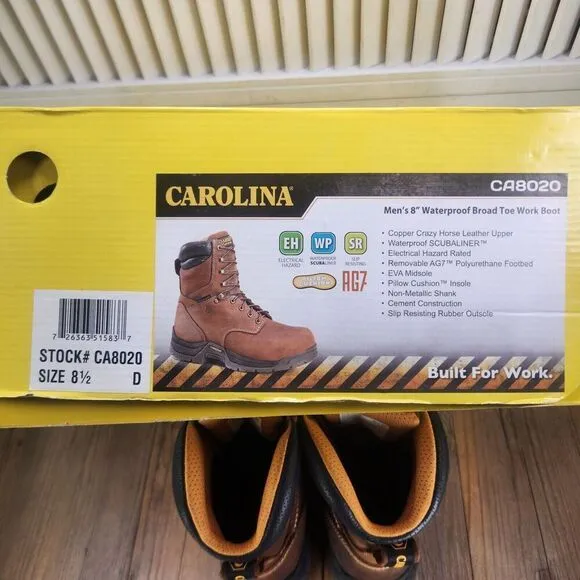 CAROLINA®
CA8020
Men's 8" Waterproof Broad Toe Work Boot
EH
ELECTRICAL
HAZARD
WP
WATERPROOF
SCUBALINER
SR
SLIP
RESISTING
PILLOW
CUSHION
AG7
• Copper Crazy Horse Leather Upper
• Waterproof SCUBALINER™
• Electrical Hazard Rated
• Removable AG7™ Polyurethane Footbed
• EVA Midsole
• Pillow Cushion™ Insole
• Non-Metallic Shank
• Cement Construction
• Slip Resisting Rubber Outsole
Built For Work.
7 26363 51583 7
STOCK# CA8020
SIZE 8½ D